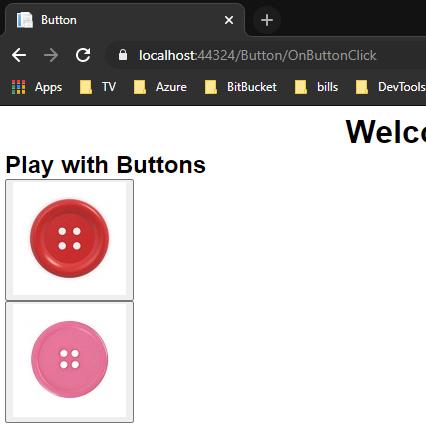 Button
localhost:44324/Button/OnButtonClick
Apps TV Azure BitBucket bills DevTools
Welco
Play with Buttons